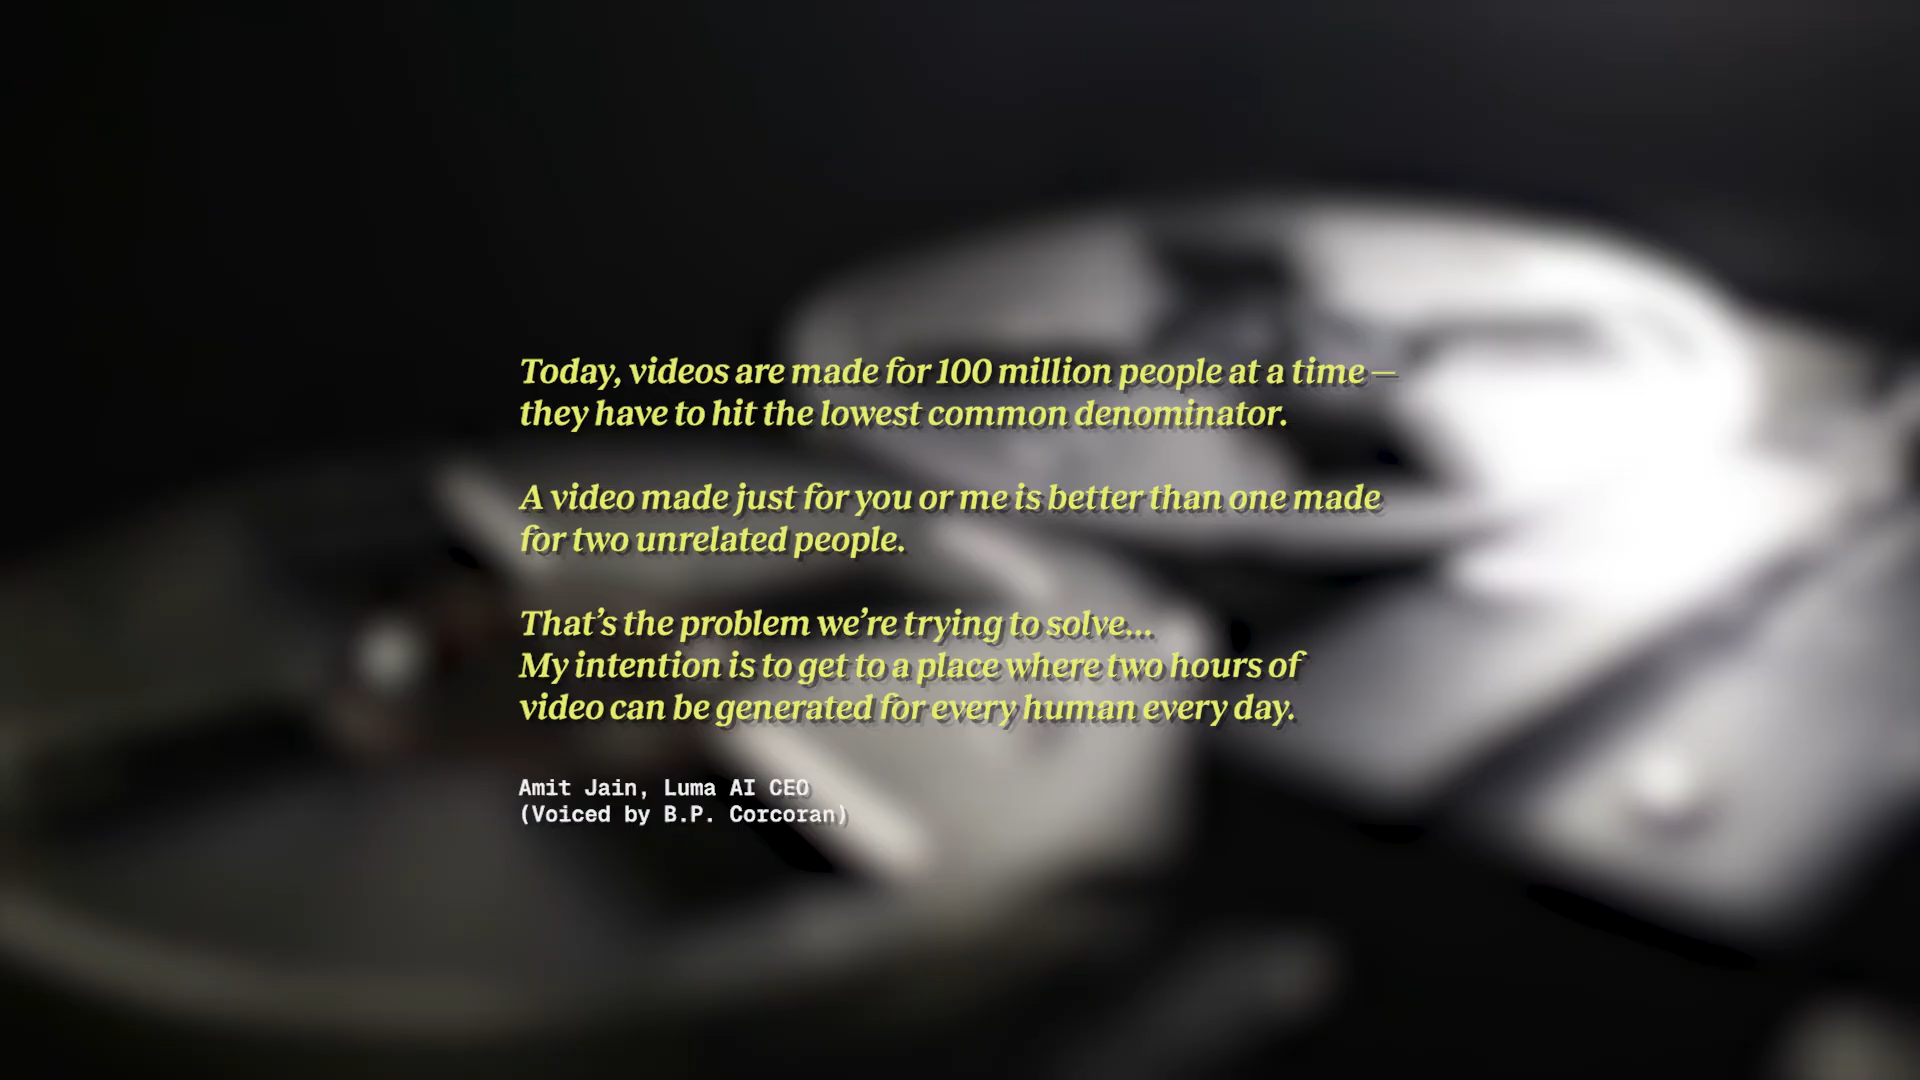 Today, videos are made for 100 million people at a time —
they have to hit the lowest common denominator.
A video made just for you or me is better than one made
for two unrelated people.
That’s the problem we’re trying to solve...
My intention is to get to a place where two hours of
video can be generated for every human every day.
Amit Jain, Luma AI CEO
(Voiced by B.P. Corcoran)